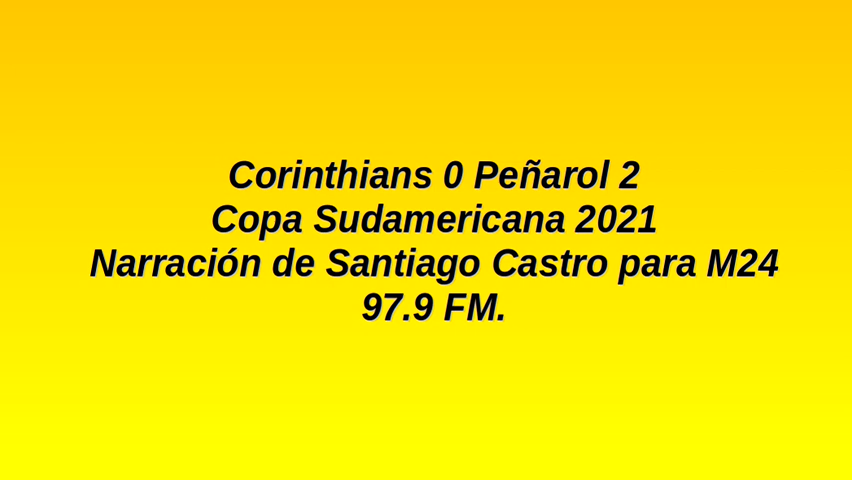 Corinthians 0 Peñarol 2
Copa Sudamericana 2021
Narración de Santiago Castro para M24
97.9 FM.